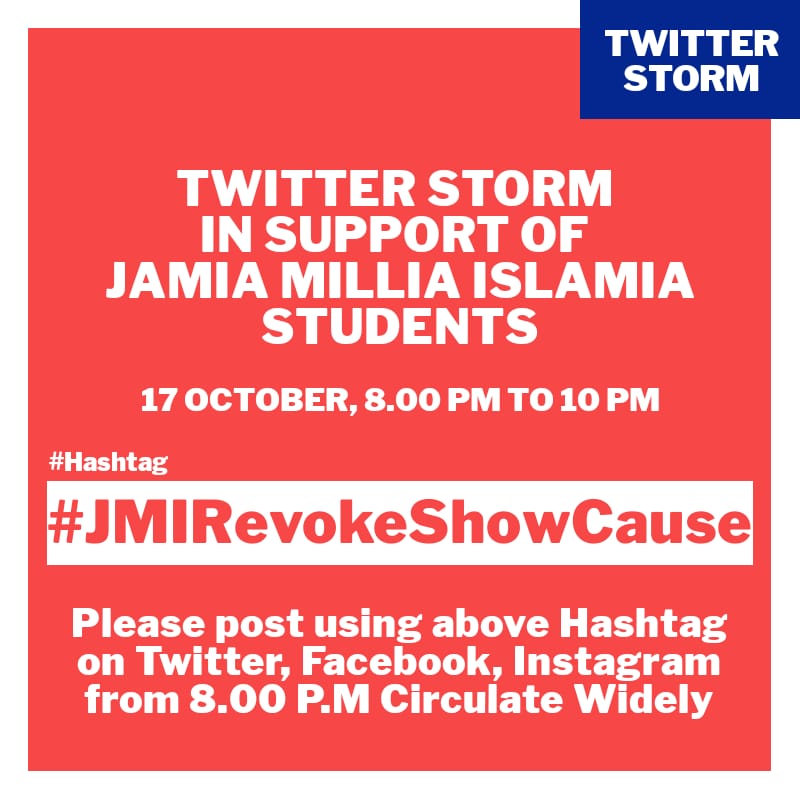 TWITTER
STORM
TWITTER STORM
IN SUPPORT OF
JAMIA MILLIA ISLAMIA
STUDENTS
17 OCTOBER, 8.00 PM TO 10 PM
#Hashtag
#JMIRevokeShowCause
Please post using above Hashtag
on Twitter, Facebook, Instagram
from 8.00 P.M Circulate Widely